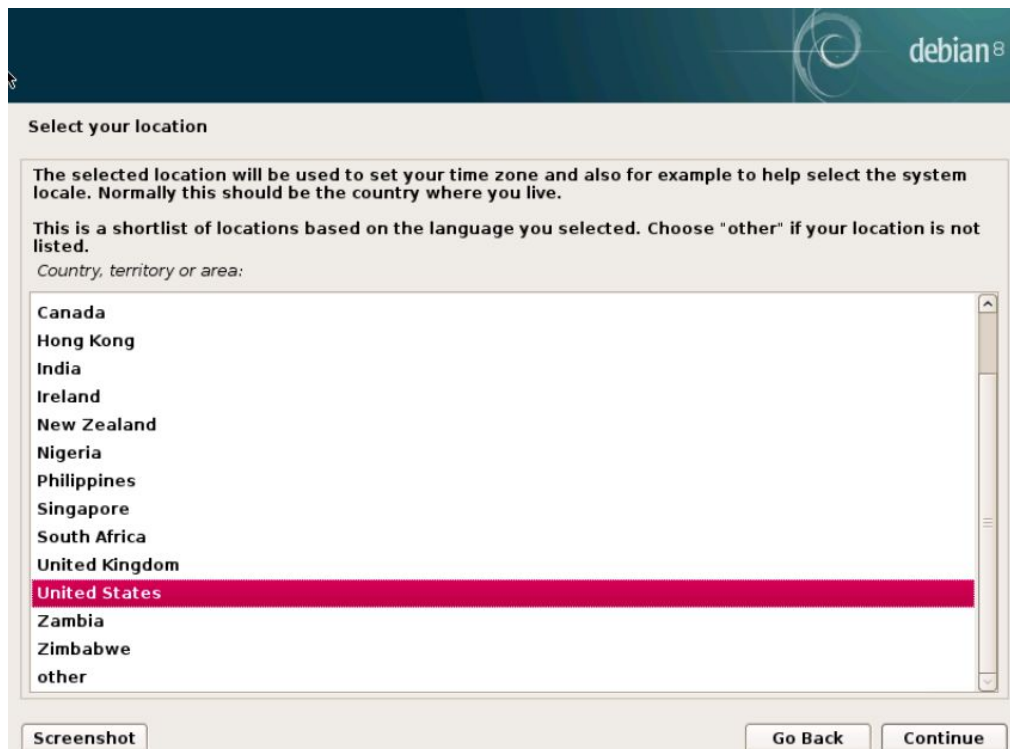 debian 8
Select your location
The selected location will be used to set your time zone and also for example to help select the system
locale. Normally this should be the country where you live.
This is a shortlist of locations based on the language you selected. Choose "other" if your location is not
listed.
Country, territory or area:
Canada
Hong Kong
India
Ireland
New Zealand
Nigeria
Philippines
Singapore
South Africa
United Kingdom
United States
Zambia
Zimbabwe
other
Screenshot
Go Back
Continue